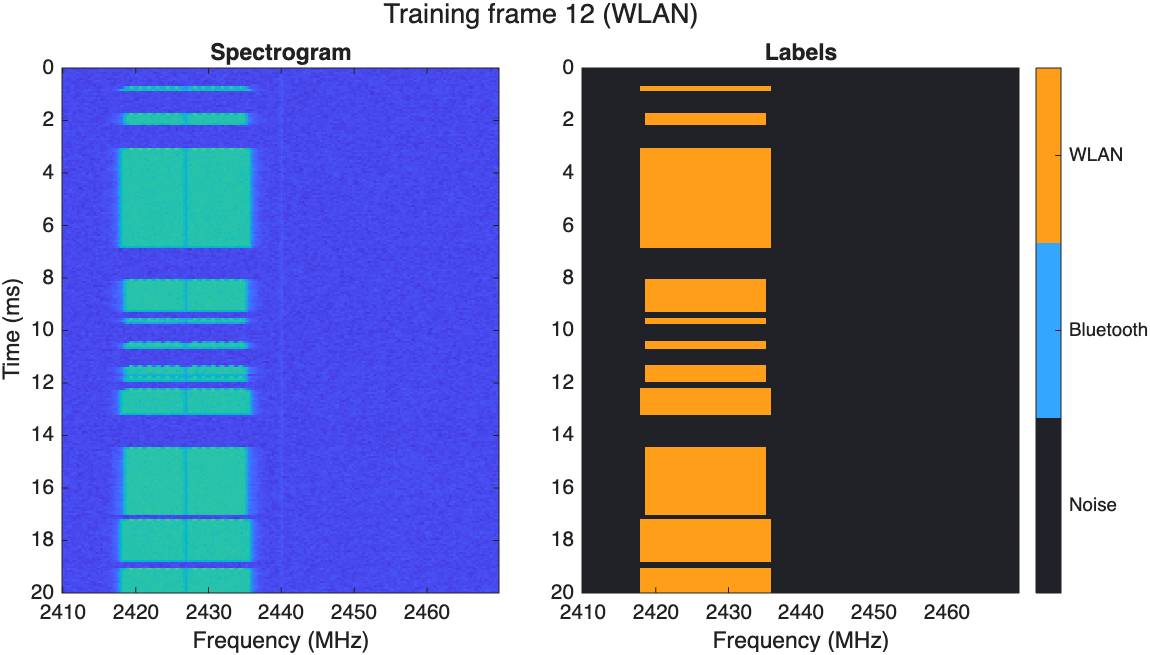 Training frame 12 (WLAN)
Spectrogram
Labels
0
2
4
6
8
10
12
14
16
18
20
Time (ms)
2410 2420 2430 2440 2450 2460
Frequency (MHz)
0
2
4
6
8
10
12
14
16
18
20
2410 2420 2430 2440 2450 2460
Frequency (MHz)
WLAN
Bluetooth
Noise